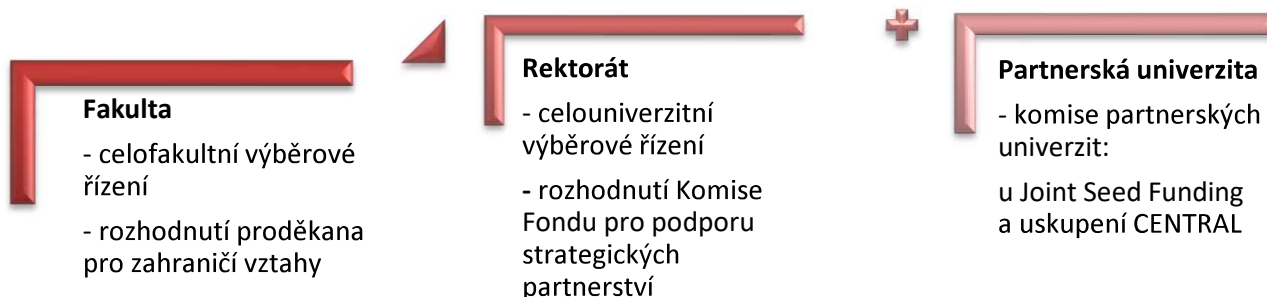 Fakulta
- celofakultní výběrové
řízení
- rozhodnutí proděkana
pro zahraničí vztahy
Rektorát
- celouniverzitní
výběrové řízení
- rozhodnutí Komise
Fondu pro podporu
strategických
partnerství
Partnerská univerzita
- komise partnerských
univerzit:
u Joint Seed Funding
a uskupení CENTRAL